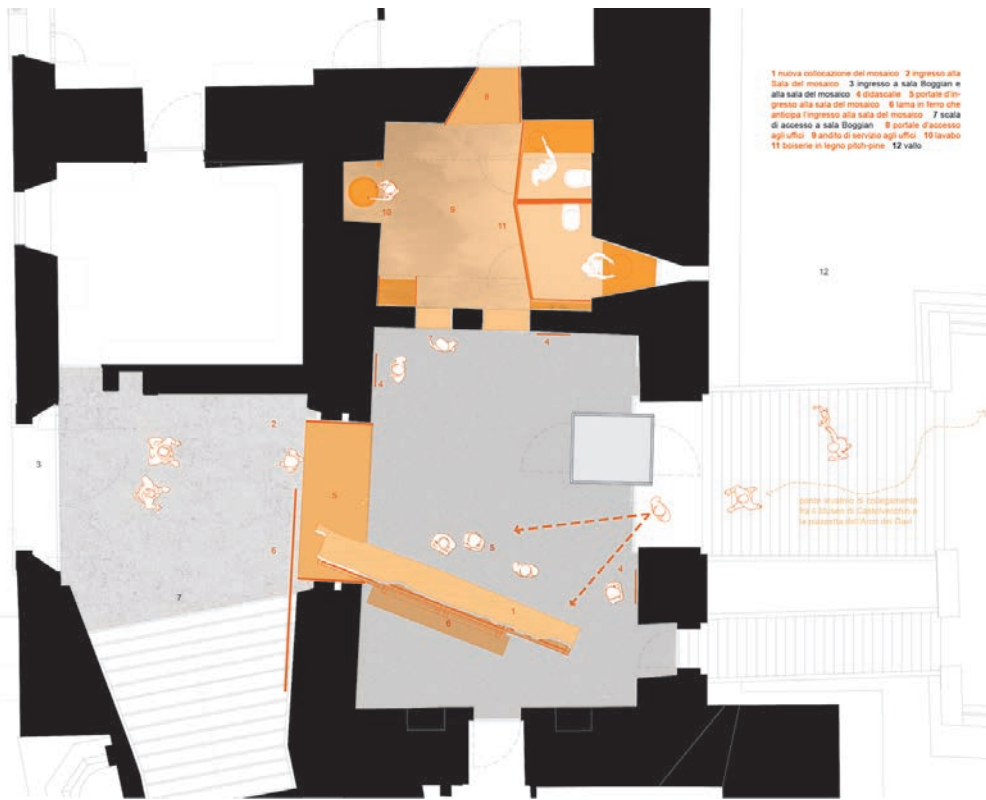 1 nuova collocazione del mosaico 2 ingresso alla
Sala del mosaico 3 ingresso a sala Boggian e
alla sala del mosaico 4 didascalie 5 portale d'in-
gresso alla sala del mosaico 6 lama in ferro che
anticipa l'ingresso alla sala del mosaico 7 scala
di accesso a sala Boggian 8 portale d'accesso
agli uffici 9 andito di servizio agli uffici 10 lavabo
11 boiserie in legno pitch-pine 12 vallo
8
10
9
11
12
4
4
2
3
5
6
5
4
7
1
6
ponte levatoio di collegamento
fra il Museo di Castelvecchio e
la piazzetta dell'Arco dei Gavi